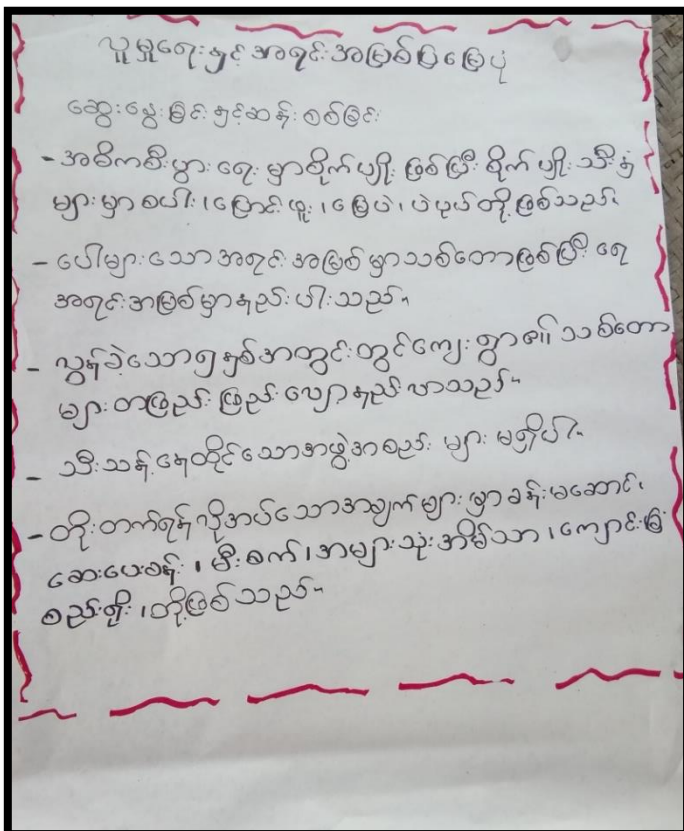 လူမှုရေးနှင့်အရင်းအမြစ်ပြမြေပုံ
ဆွေးနွေးခြင်းနှင့်ဆန်းစစ်ခြင်း
- အဓိကစီးပွားရေးမှာစိုက်ပျိုးဖြစ်ပြီးစိုက်ပျိုးသီးနှံ
များမှာစပါး၊ပြောင်းဖူး၊မြေပဲ၊ပဲပုပ်တို့ဖြစ်သည်။
- ပေါများသောအရင်းအမြစ်မှာသစ်တောဖြစ်ပြီးရေ
အရင်းအမြစ်မှာနည်းပါးသည်။
- လွန်ခဲ့သော၅နှစ်အတွင်းတွင်ကျေးရွာ၏သစ်တော
များတဖြည်းဖြည်းလျော့နည်းလာသည်။
- သီးသန့်နေထိုင်သောအဖွဲ့အစည်းများမရှိပါ။
- တိုးတက်ရန်လိုအပ်သောအချက်များမှာခန်းမဆောင်၊
ဆေးပေးခန်း၊မီးစက်၊အများသုံးအိမ်သာ၊ကျောင်းခြံ
စည်းရိုး၊တို့ဖြစ်သည်။